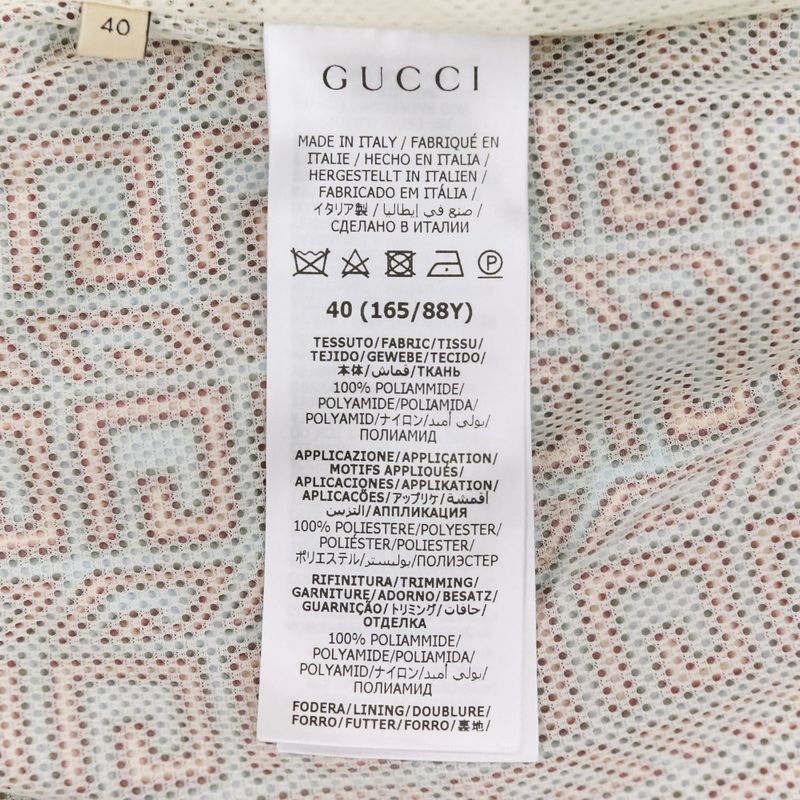 40
GUCCI
MADE IN ITALY / FABRIQUÉ EN
ITALIE / HECHO EN ITALIA /
HERGESTELLT IN ITALIEN /
FABRICADO EM ITÁLIA /
イタリア製 / صنع في إيطاليا /
СДЕЛАНО В ИТАЛИИ
P
40 (165/88Y)
TESSUTO/FABRIC/TISSU/
TEJIDO/GEWEBE/TECIDO/
本体/قماش/ТКАНЬ
100% POLIAMMIDE/
POLYAMIDE/POLIAMIDA/
POLYAMID/ナイロン/بولي أميد/
ПОЛИАМИД
APPLICAZIONE/APPLICATION/
MOTIFS APPLIQUÉS/
APLICACIONES/APPLIKATION/
APLICAÇÕES/アップリケ/أقمشة
التزيين/АППЛИКАЦИЯ
100% POLIESTERE/POLYESTER/
POLIÉSTER/POLIÉSTER/
ポリエステル/بوليستر/ПОЛИЭСТЕР
RIFINITURA/TRIMMING/
GARNITURE/ADORNO/BESATZ/
GUARNIÇÃO/トリミング/حافات/
ОТДЕЛКА
100% POLIAMMIDE/
POLYAMIDE/POLIAMIDA/
POLYAMID/ナイロン/بولي أميد/
ПОЛИАМИД
FODERA/LINING/DOUBLURE/
FORRO/FUTTER/FORRO/裏地/